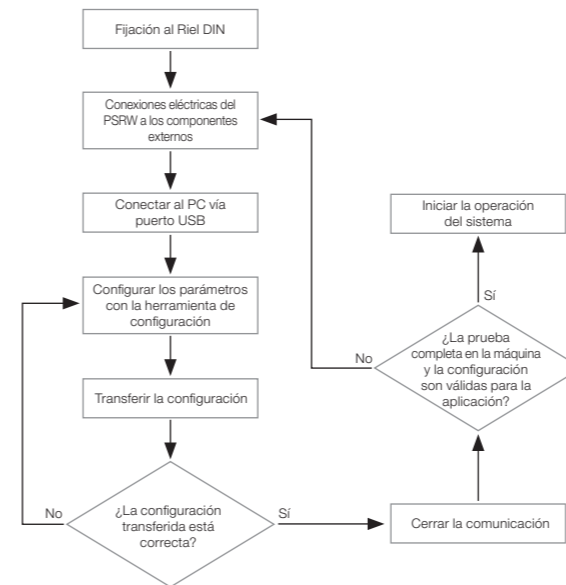 Fijación al Riel DIN
Conexiones eléctricas del
PSRW a los componentes
externos
Conectar al PC vía
puerto USB
Configurar los parámetros
con la herramienta de
configuración
Transferir la configuración
¿La configuración
transferida está
correcta?
No
Sí
Cerrar la comunicación
¿La prueba
completa en la máquina
y la configuración
son válidas para la
aplicación?
No
Sí
Iniciar la operación
del sistema